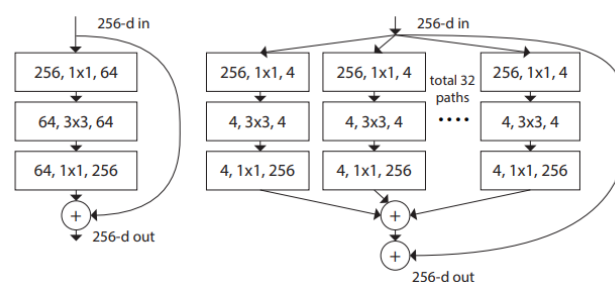 256-d in
256, 1x1, 64
64, 3x3, 64
64, 1x1, 256
+
256-d out
256-d in
256, 1x1, 4
256, 1x1, 4
total 32
paths
....
256, 1x1, 4
4, 3x3, 4
4, 3x3, 4
4, 3x3, 4
4, 1x1, 256
4, 1x1, 256
4, 1x1, 256
+
+
256-d out